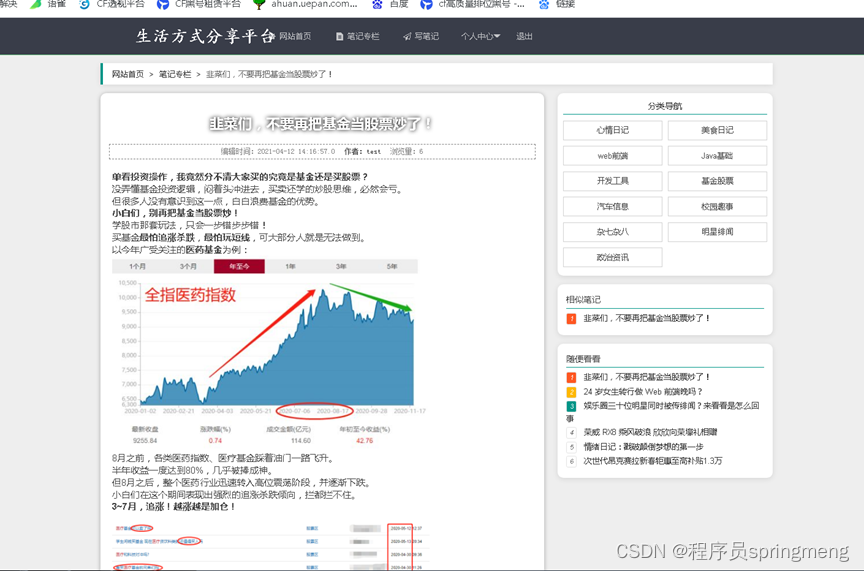 解决 语雀 CF透视平台 CF黑号租赁平台 ahuan.uepan.com... 百度 cf高质量排位黑号 -... 链接
生活方式分享平台 网站首页 笔记专栏 写笔记 个人中心 退出
网站首页 > 笔记专栏 > 韭菜们，不要再把基金当股票炒了！
韭菜们，不要再把基金当股票炒了！
编辑时间：2021-04-12 14:16:57.0 作者：test 浏览量：6
单看投资操作，我竟然分不清大家买的究竟是基金还是买股票？
没弄懂基金投资逻辑，闷着头冲进去，买卖还学的炒股思维，必然会亏。
但很多人没有意识到这一点，白白浪费基金的优势。
小白们，别再把基金当股票炒！
学股市那套玩法，只会一步错步步错！
买基金最怕追涨杀跌，最怕玩短线，可大部分人就是无法做到。
以今年广受关注的医药基金为例：
1个月 3个月 年至今 1年 3年 5年
全指医药指数
10,500
10,000
9,500
9,000
8,500
8,000
7,500
7,000
6,500
6,300
2020-01-02 2020-02-21 2020-04-03 2020-05-21 2020-07-06 2020-08-17 2020-09-28 2020-11-17
最新收盘 涨跌幅(%) 成交金额(亿元) 年初至今收益(%)
9255.84 0.74 114.60 42.76
8月之前，各类医药指数、医疗基金踩着油门一路飞升。
半年收益一度达到80%，几乎被捧成神。
但8月之后，整个医药行业迅速转入高位震荡阶段，并逐渐下跌。
小白们在这个期间表现出强烈的追涨杀跌倾向，拦都拦不住。
3~7月，追涨！越涨越是加仓！
分类导航
心情日记 美食日记
web前端 Java基础
开发工具 基金股票
汽车信息 校园趣事
杂七杂八 明星绯闻
政治资讯
相似笔记
1 韭菜们，不要再把基金当股票炒了！
随便看看
1 韭菜们，不要再把基金当股票炒了！
2 24 岁女生转行做 Web 前端晚吗？
3 娱乐圈三十位明星同时被传绯闻？来看看是怎么回
事
4 荣威 RX8 乘风破浪 欣欣向荣增礼相赠
5 情绪日记：戳破颠倒梦想的第一步
6 次世代昂克赛拉新春钜惠至高补贴1.3万
CSDN @程序员springmeng